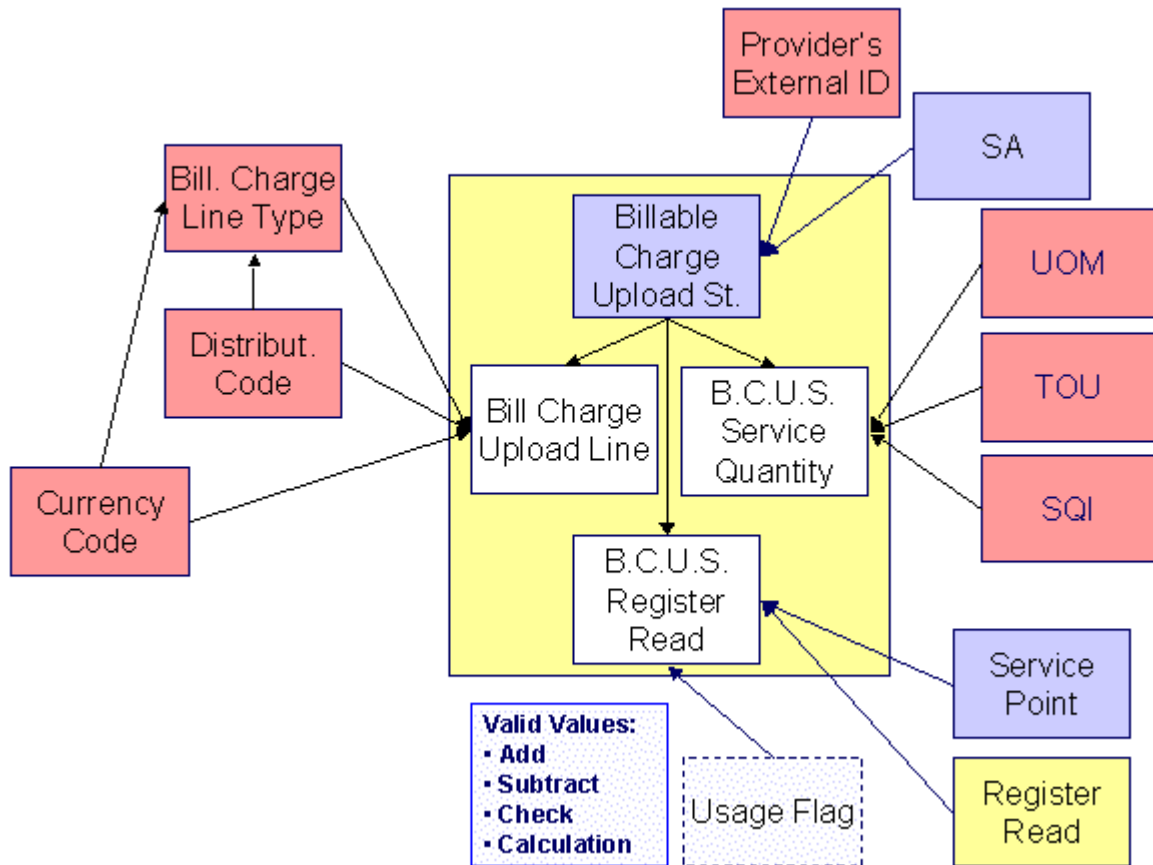 Provider's
External ID
SA
Bill. Charge
Line Type
Billable
Charge
Upload St.
UOM
Distribut.
Code
TOU
Bill Charge
Upload Line
B.C.U.S.
Service
Quantity
Currency
Code
SQI
B.C.U.S.
Register
Read
Service
Point
Valid Values:
▪ Add
▪ Subtract
▪ Check
▪ Calculation
Usage Flag
Register
Read